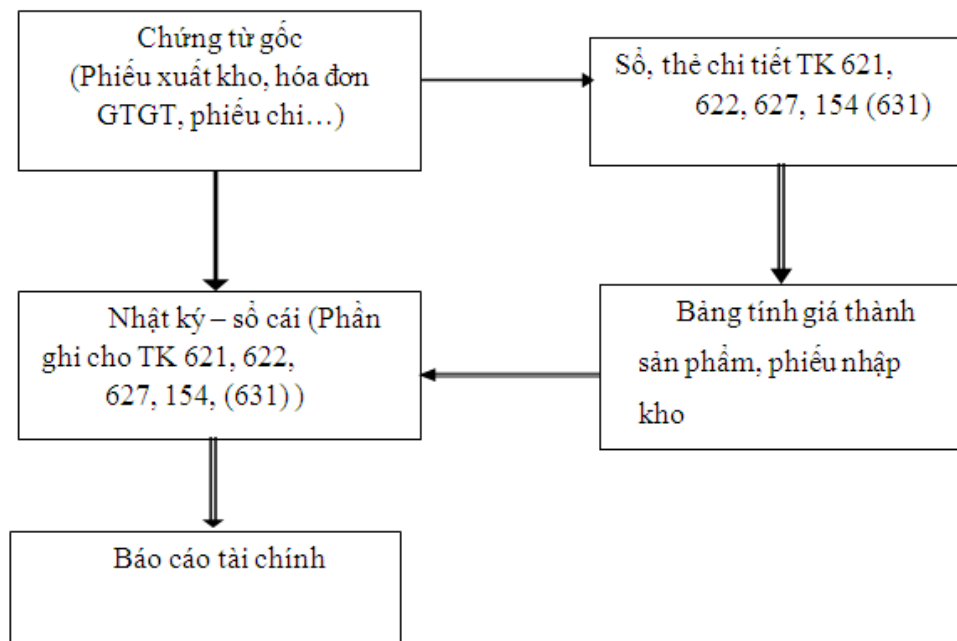 Chứng từ gốc
(Phiếu xuất kho, hóa đơn
GTGT, phiếu chi…)
Sổ, thẻ chi tiết TK 621,
622, 627, 154 (631)
Nhật ký – sổ cái (Phần
ghi cho TK 621, 622,
627, 154, (631) )
Bảng tính giá thành
sản phẩm, phiếu nhập
kho
Báo cáo tài chính